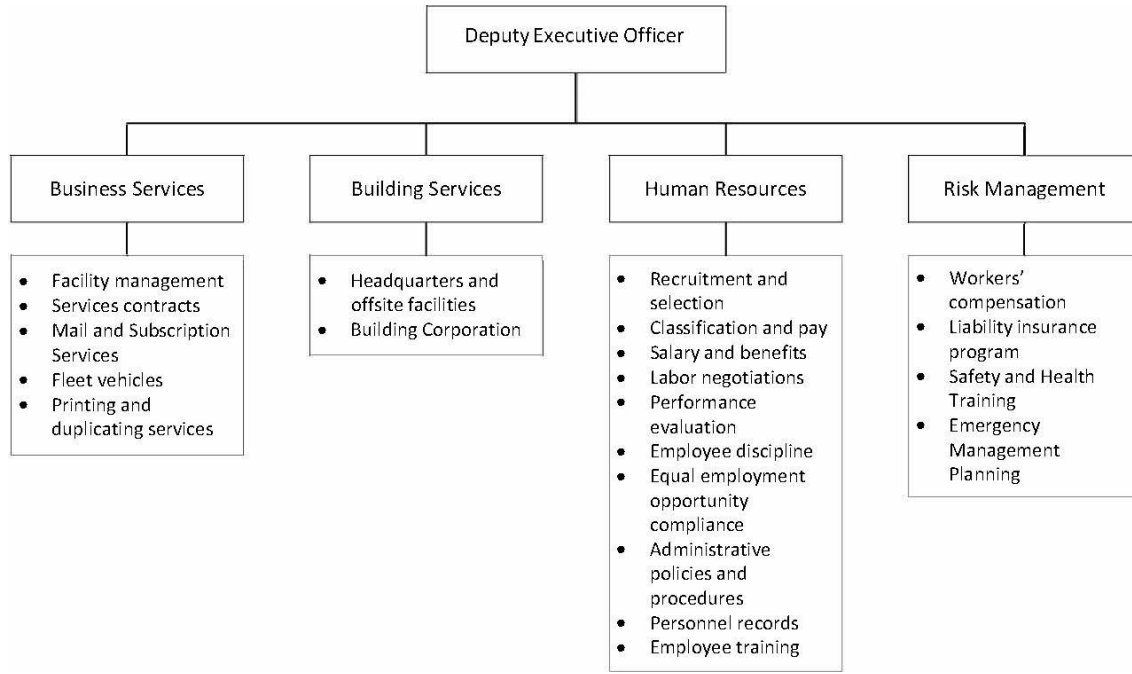 Deputy Executive Officer
Business Services
Building Services
Human Resources
Risk Management
• Facility management
• Services contracts
• Mail and Subscription
Services
• Fleet vehicles
• Printing and
duplicating services
• Headquarters and
offsite facilities
• Building Corporation
• Recruitment and
selection
• Classification and pay
• Salary and benefits
• Labor negotiations
• Performance
evaluation
• Employee discipline
• Equal employment
opportunity
compliance
• Administrative
policies and
procedures
• Personnel records
• Employee training
• Workers’
compensation
• Liability insurance
program
• Safety and Health
Training
• Emergency
Management
Planning